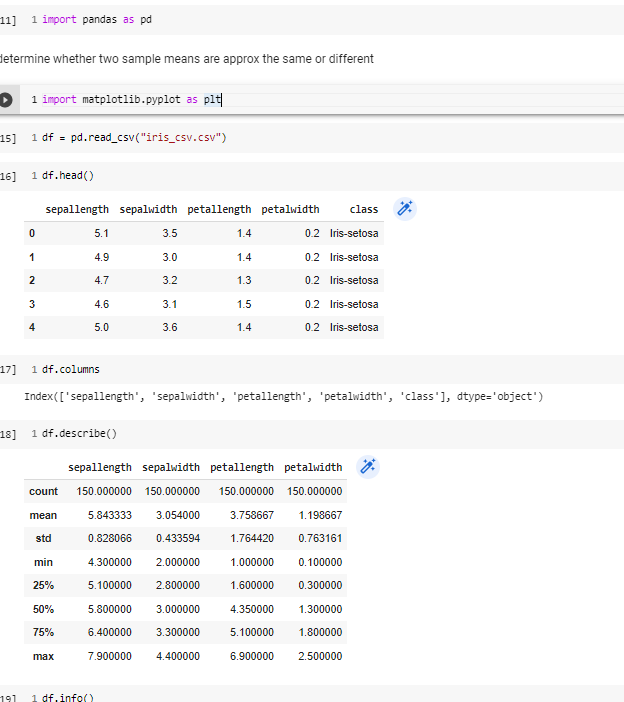 11] 1 import pandas as pd
determine whether two sample means are approx the same or different
1 import matplotlib.pyplot as plt
15] 1 df = pd.read_csv("iris_csv.csv")
16] 1 df.head()
sepallength sepalwidth petallength petalwidth class
0 5.1 3.5 1.4 0.2 Iris-setosa
1 4.9 3.0 1.4 0.2 Iris-setosa
2 4.7 3.2 1.3 0.2 Iris-setosa
3 4.6 3.1 1.5 0.2 Iris-setosa
4 5.0 3.6 1.4 0.2 Iris-setosa
17] 1 df.columns
Index(['sepallength', 'sepalwidth', 'petallength', 'petalwidth', 'class'], dtype='object')
18] 1 df.describe()
sepallength sepalwidth petallength petalwidth
count 150.000000 150.000000 150.000000 150.000000
mean 5.843333 3.054000 3.758667 1.198667
std 0.828066 0.433594 1.764420 0.763161
min 4.300000 2.000000 1.000000 0.100000
25% 5.100000 2.800000 1.600000 0.300000
50% 5.800000 3.000000 4.350000 1.300000
75% 6.400000 3.300000 5.100000 1.800000
max 7.900000 4.400000 6.900000 2.500000
19] 1 df.info()